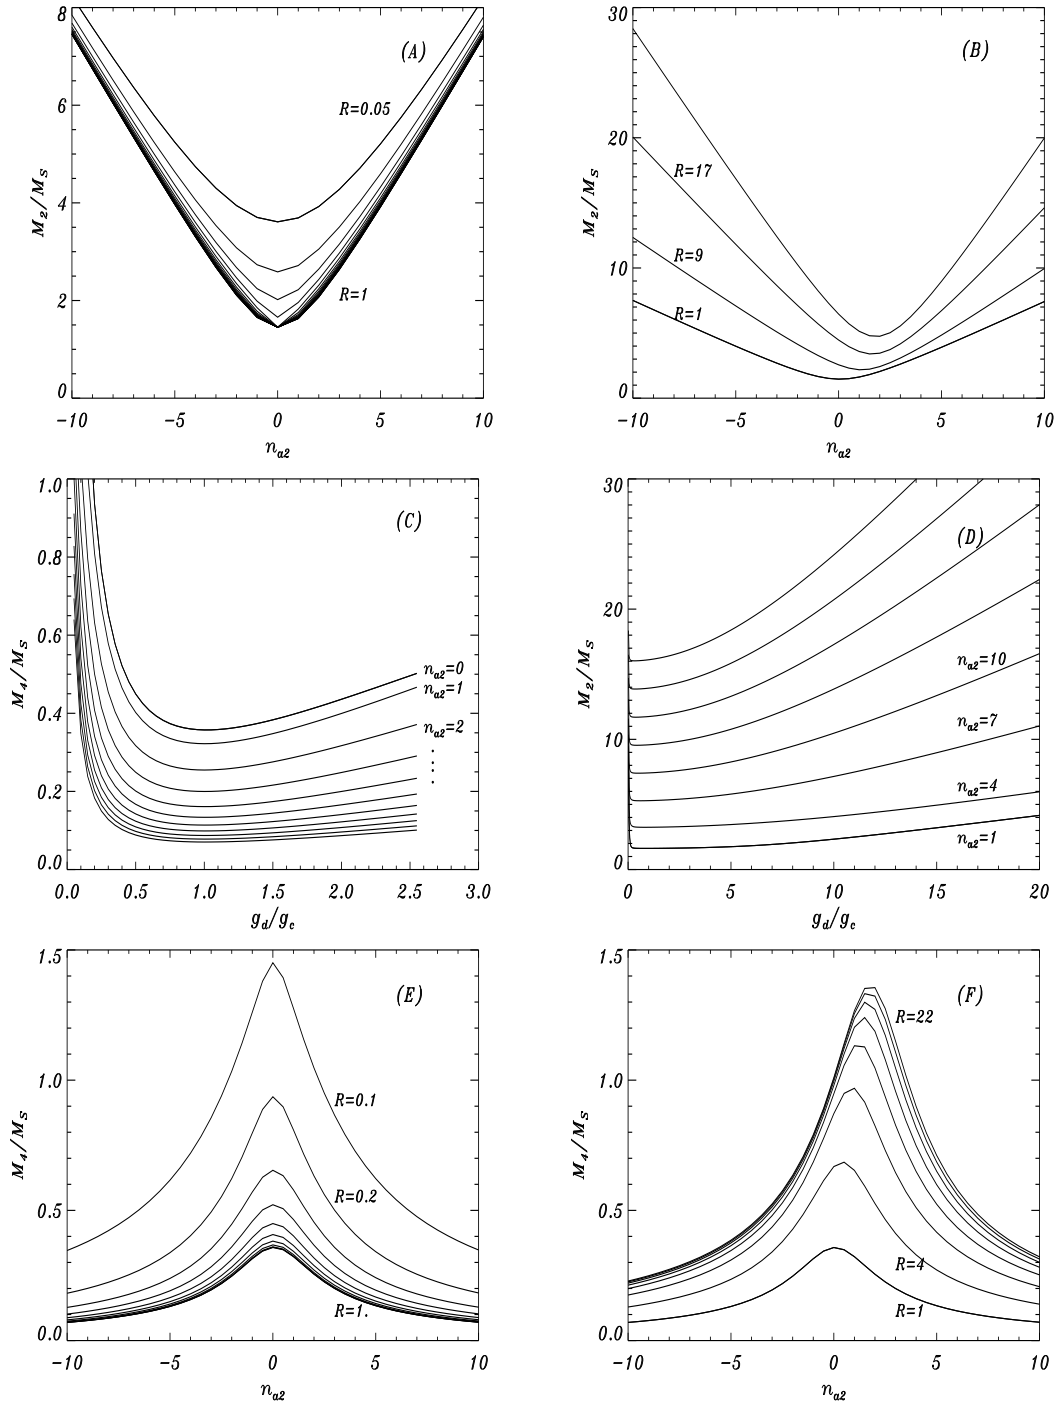 8
6
4
2
0
M₂/M_S
(A)
R=0.05
R=1
−10 −5 0 5 10
n_a2
30
20
10
0
M₂/M_S
(B)
R=17
R=9
R=1
−10 −5 0 5 10
n_a2
1.0
0.8
0.6
0.4
0.2
0.0
M₄/M_S
(C)
n_a2=0
n_a2=1
n_a2=2
0.0 0.5 1.0 1.5 2.0 2.5 3.0
g_d/g_c
30
20
10
0
M₂/M_S
(D)
n_a2=10
n_a2=7
n_a2=4
n_a2=1
0 5 10 15 20
g_d/g_c
1.5
1.0
0.5
0.0
M₄/M_S
(E)
R=0.1
R=0.2
R=1.
−10 −5 0 5 10
n_a2
1.5
1.0
0.5
0.0
M₄/M_S
(F)
R=22
R=4
R=1
−10 −5 0 5 10
n_a2